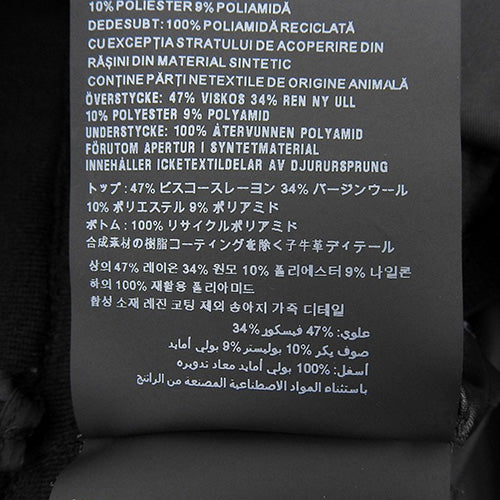 10% POLIESTER 9% POLIAMIDĂ
DEDESUBT: 100% POLIAMIDĂ RECICLATĂ
CU EXCEPȚIA STRATULUI DE ACOPERIRE DIN
RĂȘINI DIN MATERIAL SINTETIC
CONȚINE PĂRȚI NETEXTILE DE ORIGINE ANIMALĂ
ÖVERSTYCKE: 47% VISKOS 34% REN NY ULL
10% POLYESTER 9% POLYAMID
UNDERSTYCKE: 100% ÅTERVUNNEN POLYAMID
FÖRUTOM APERTUR I SYNTETMATERIAL
INNEHÅLLER ICKETEXTILDELAR AV DJURURSPRUNG
トップ : 47% ビスコースレーヨン 34% バージンウール
10% ポリエステル 9% ポリアミド
ボトム : 100% リサイクルポリアミド
合成素材の樹脂コーティングを除く子牛革ディテール
상의 47% 레이온 34% 원모 10% 폴리에스터 9% 나일론
하의 100% 재활용 폴리아미드
합성 소재 레진 코팅 제외 송아지 가죽 디테일
علوي: 47% فيسكوز 34%
صوف بكر 10% بوليستر 9% بولي أمايد
أسفل: 100% بولي أمايد معاد تدويره
باستثناء المواد الاصطناعية المصنعة من الراتنج